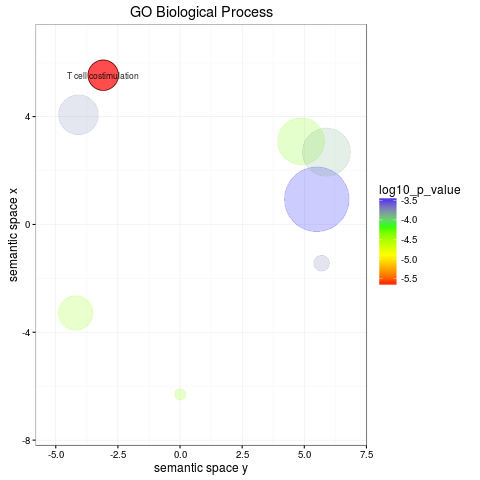 GO Biological Process
T cell costimulation
4
0
-4
-8
semantic space x
-5.0 -2.5 0.0 2.5 5.0 7.5
semantic space y
log10_p_value
-3.5
-4.0
-4.5
-5.0
-5.5